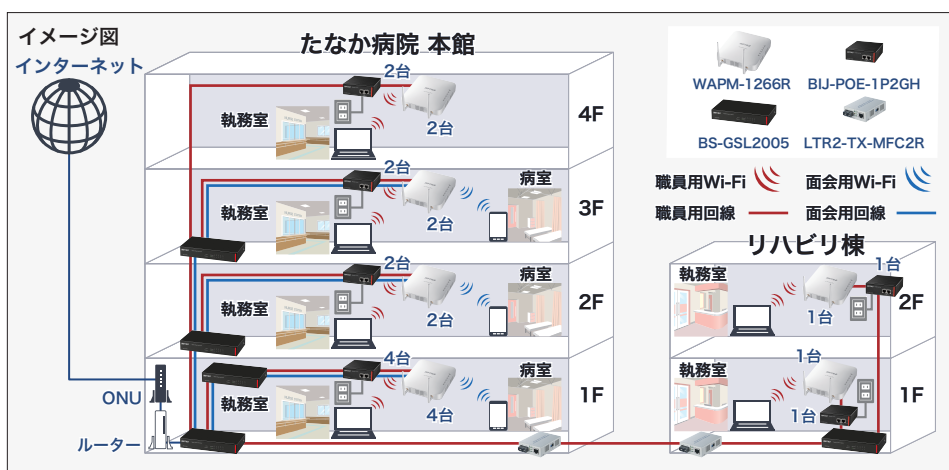 イメージ図
インターネット
たなか病院 本館
WAPM-1266R
BIJ-POE-1P2GH
BS-GSL2005
LTR2-TX-MFC2R
職員用Wi-Fi
面会用Wi-Fi
職員用回線
面会用回線
2台
執務室
2台
4F
2台
執務室
2台
病室
3F
2台
執務室
2台
病室
2F
4台
執務室
4台
病室
1F
ONU
ルーター
リハビリ棟
執務室
1台
1台
2F
執務室
1台
1台
1F